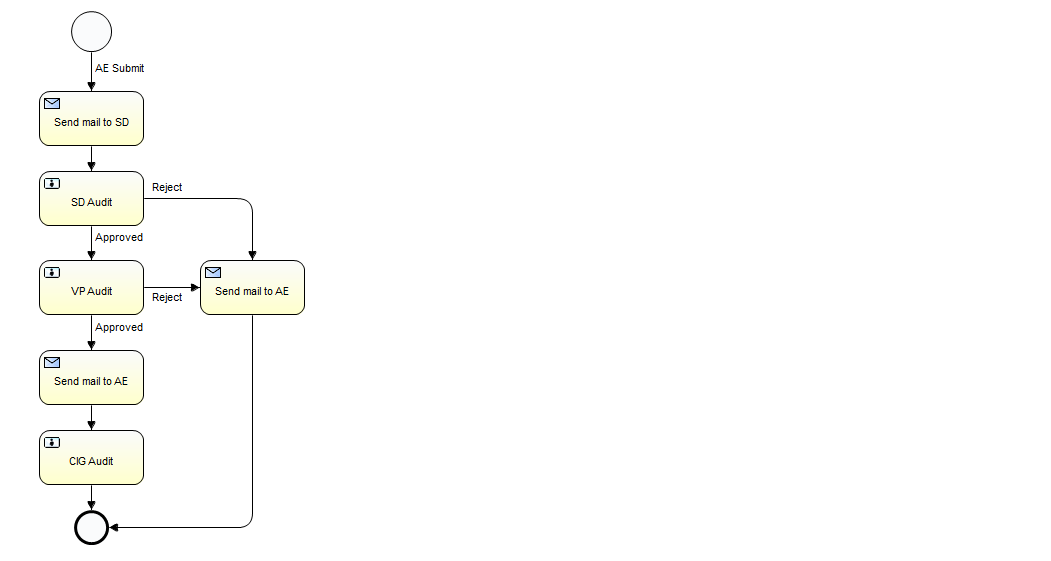 AE Submit
Send mail to SD
Reject
SD Audit
Approved
VP Audit
Send mail to AE
Reject
Approved
Send mail to AE
CIG Audit